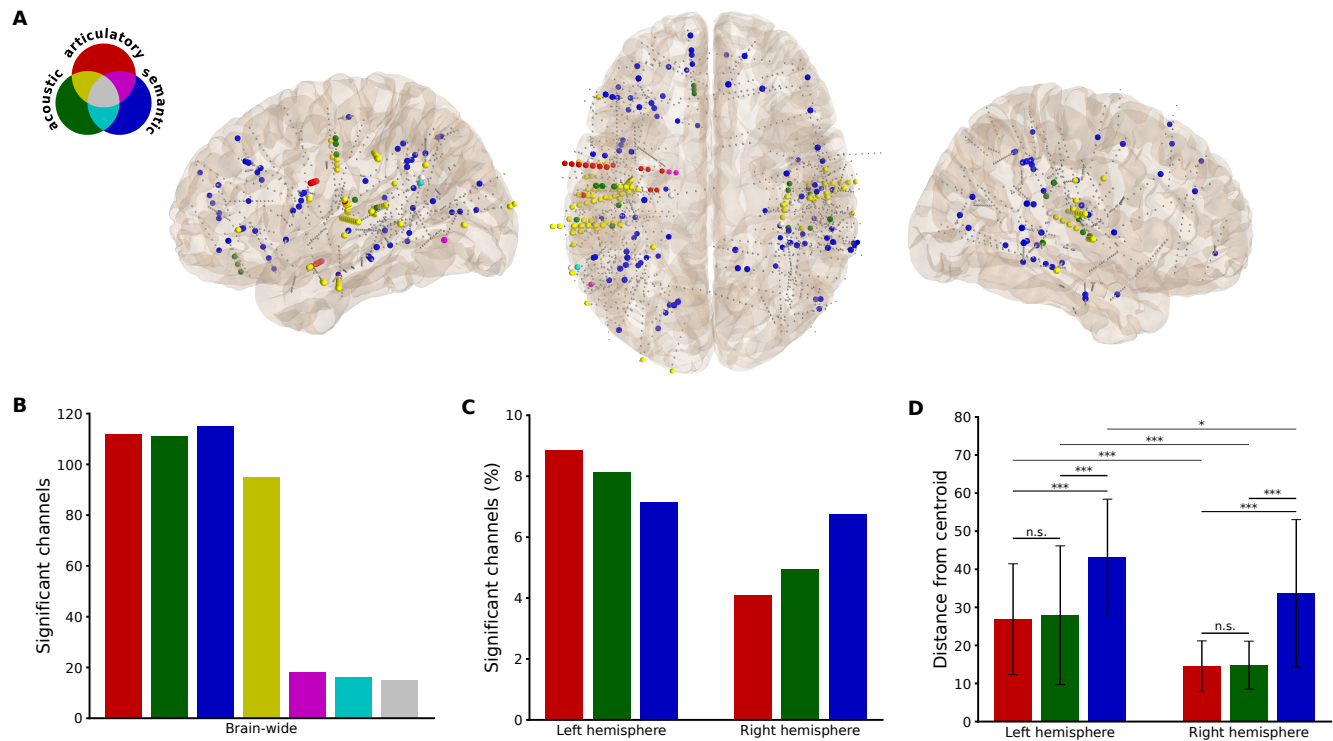 A
articulatory
acoustic
semantic
B
Significant channels
120
100
80
60
40
20
0
Brain-wide
C
Significant channels (%)
10
8
6
4
2
0
Left hemisphere
Right hemisphere
D
Distance from centroid
80
70
60
50
40
30
20
10
0
*
***
***
***
***
***
***
n.s.
n.s.
Left hemisphere
Right hemisphere